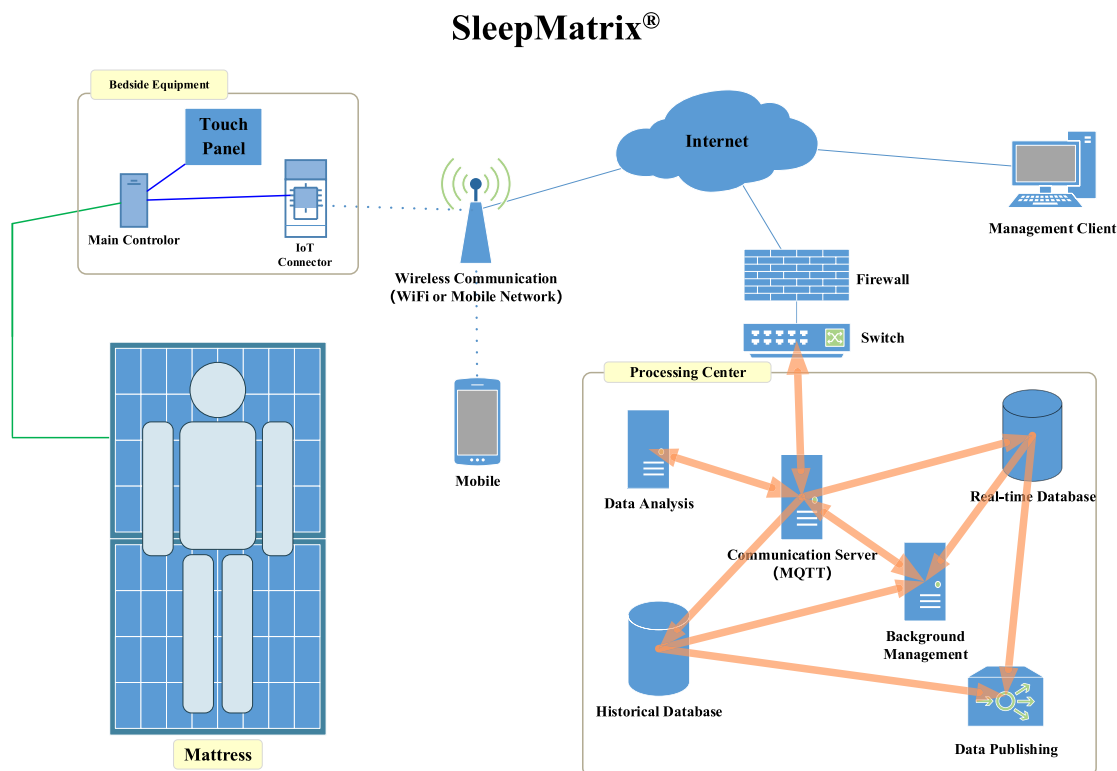 SleepMatrix®
Bedside Equipment
Touch
Panel
Main Controlor
IoT
Connector
Wireless Communication
(WiFi or Mobile Network)
Mobile
Internet
Management Client
Firewall
Switch
Processing Center
Data Analysis
Real-time Database
Communication Server
(MQTT)
Background
Management
Historical Database
Data Publishing
Mattress